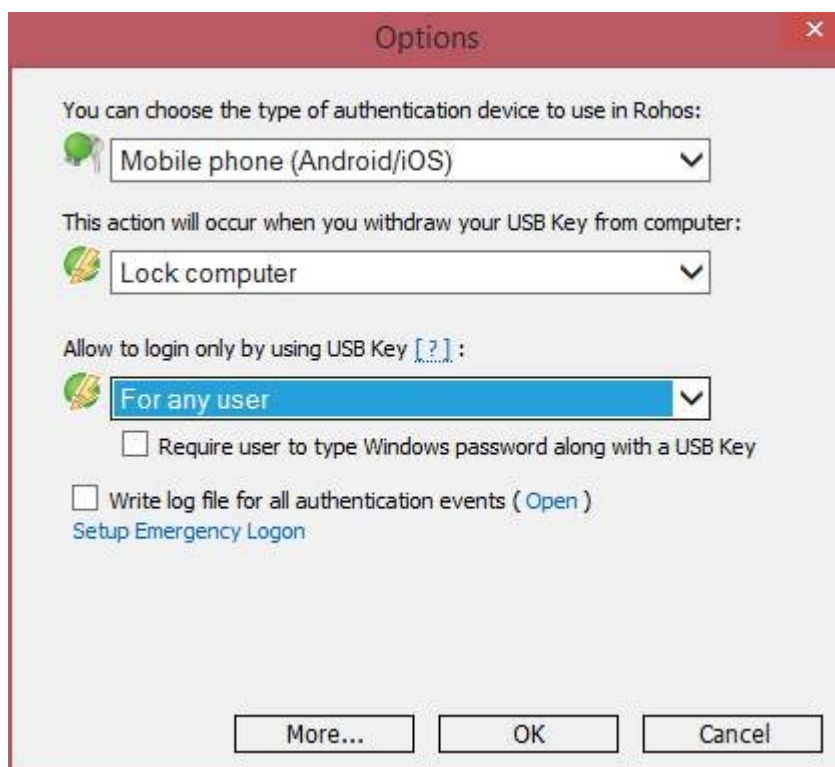 Options
You can choose the type of authentication device to use in Rohos:
Mobile phone (Android/iOS)
This action will occur when you withdraw your USB Key from computer:
Lock computer
Allow to login only by using USB Key [ ? ] :
For any user
Require user to type Windows password along with a USB Key
Write log file for all authentication events ( Open )
Setup Emergency Logon
More... OK Cancel